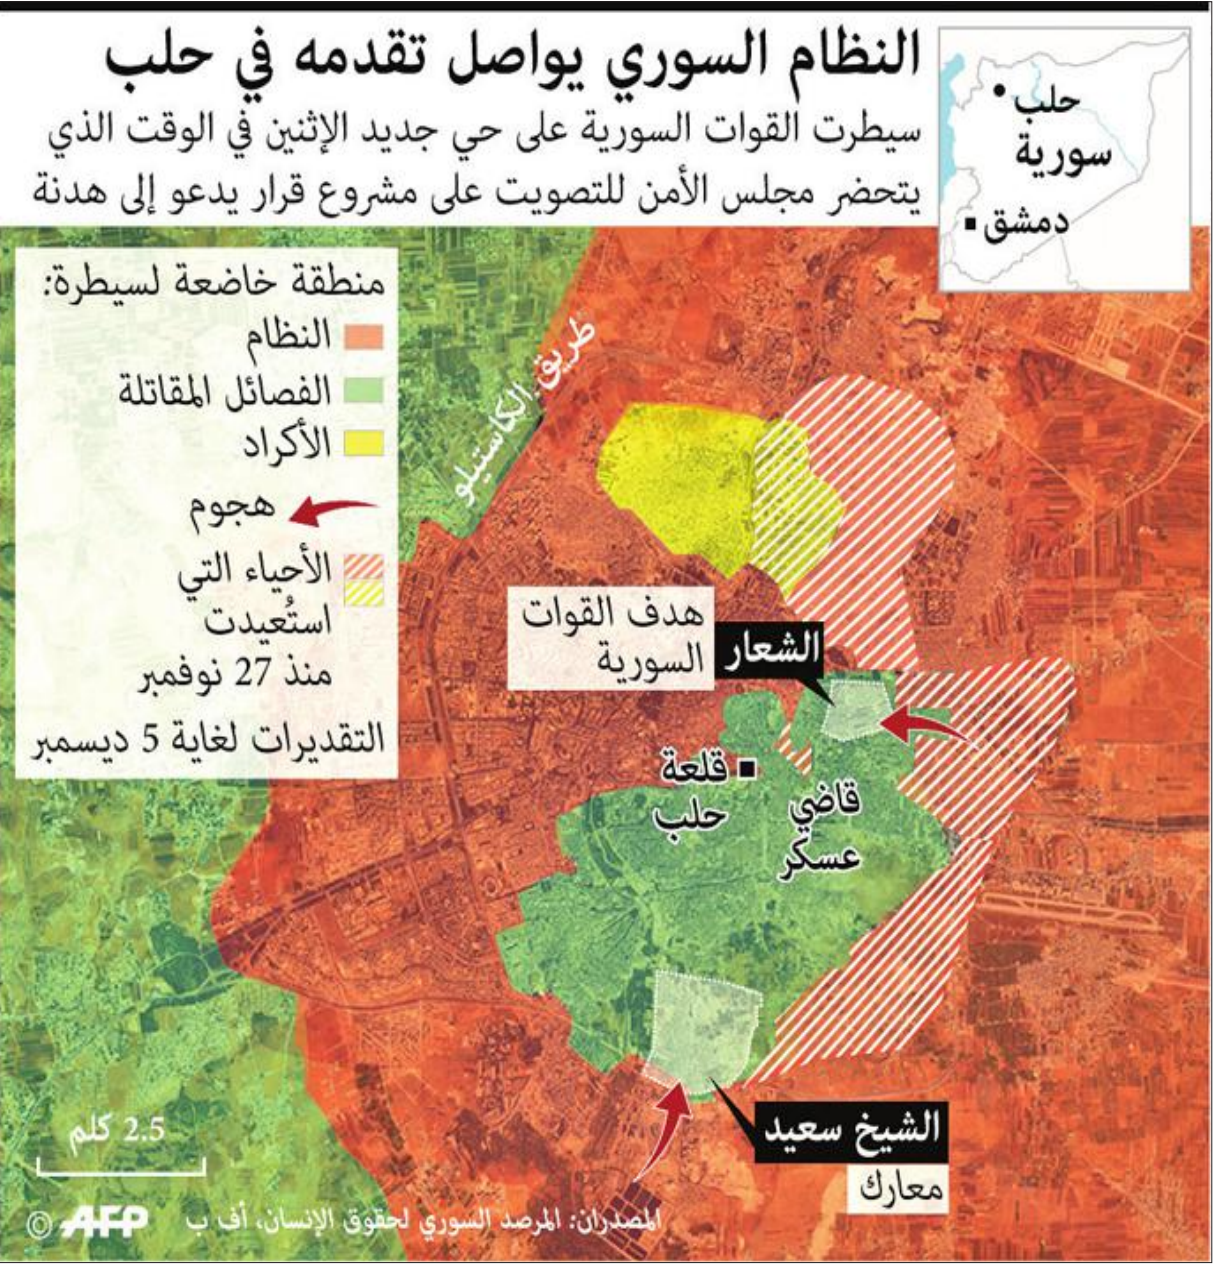 النظام السوري يواصل تقدمه في حلب
سيطرت القوات السورية على حي جديد الإثنين في الوقت الذي
يتحضر مجلس الأمن للتصويت على مشروع قرار يدعو إلى هدنة
حلب
سورية
دمشق
منطقة خاضعة لسيطرة:
النظام
الفصائل المقاتلة
الأكراد
هجوم
الأحياء التي
استُعيدت
منذ 27 نوفمبر
التقديرات لغاية 5 ديسمبر
طريق الكاستيلو
هدف القوات
السورية
الشعار
قلعة
حلب
قاضي
عسكر
الشيخ سعيد
معارك
2.5 كلم
المصدران: المرصد السوري لحقوق الإنسان، أف ب
AFP ©